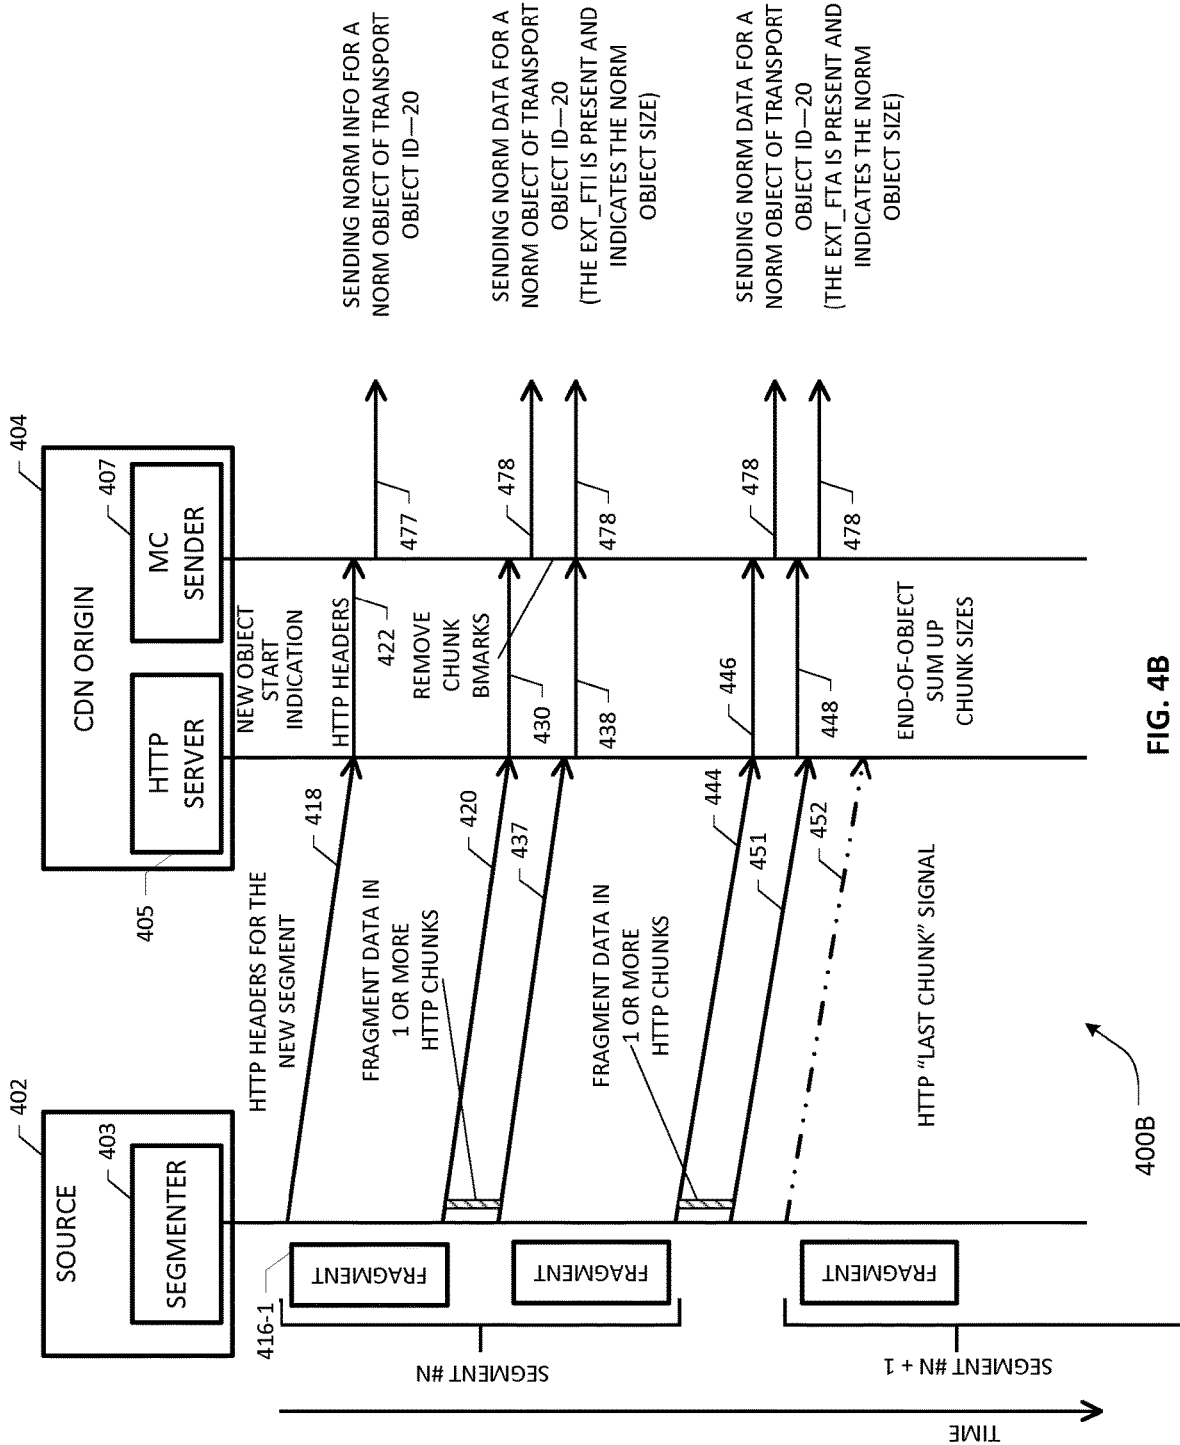 SOURCE
402
SEGMENTER
403
CDN ORIGIN
404
HTTP
SERVER
405
MC
SENDER
407
TIME
SEGMENT #N
SEGMENT #N + 1
416-1
FRAGMENT
FRAGMENT
FRAGMENT
HTTP HEADERS FOR THE
NEW SEGMENT
418
NEW OBJECT
START
INDICATION
HTTP HEADERS
422
477
SENDING NORM INFO FOR A
NORM OBJECT OF TRANSPORT
OBJECT ID—20
FRAGMENT DATA IN
1 OR MORE
HTTP CHUNKS
420
437
REMOVE
CHUNK
BMARKS
430
438
478
478
SENDING NORM DATA FOR A
NORM OBJECT OF TRANSPORT
OBJECT ID—20
(THE EXT_FTI IS PRESENT AND
INDICATES THE NORM
OBJECT SIZE)
FRAGMENT DATA IN
1 OR MORE
HTTP CHUNKS
444
451
452
446
448
478
478
SENDING NORM DATA FOR A
NORM OBJECT OF TRANSPORT
OBJECT ID—20
(THE EXT_FTA IS PRESENT AND
INDICATES THE NORM
OBJECT SIZE)
HTTP “LAST CHUNK” SIGNAL
END-OF-OBJECT
SUM UP
CHUNK SIZES
400B
FIG. 4B